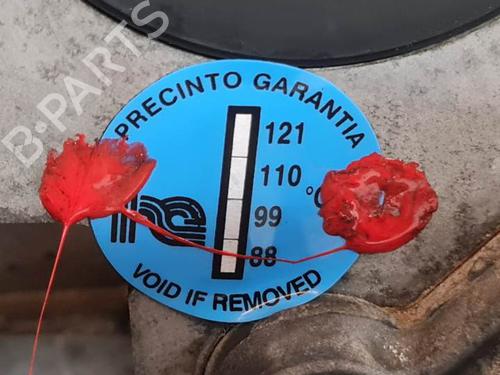 B-PARTS
PRECINTO GARANTIA
121
110
°C
99
88
VOID IF REMOVED